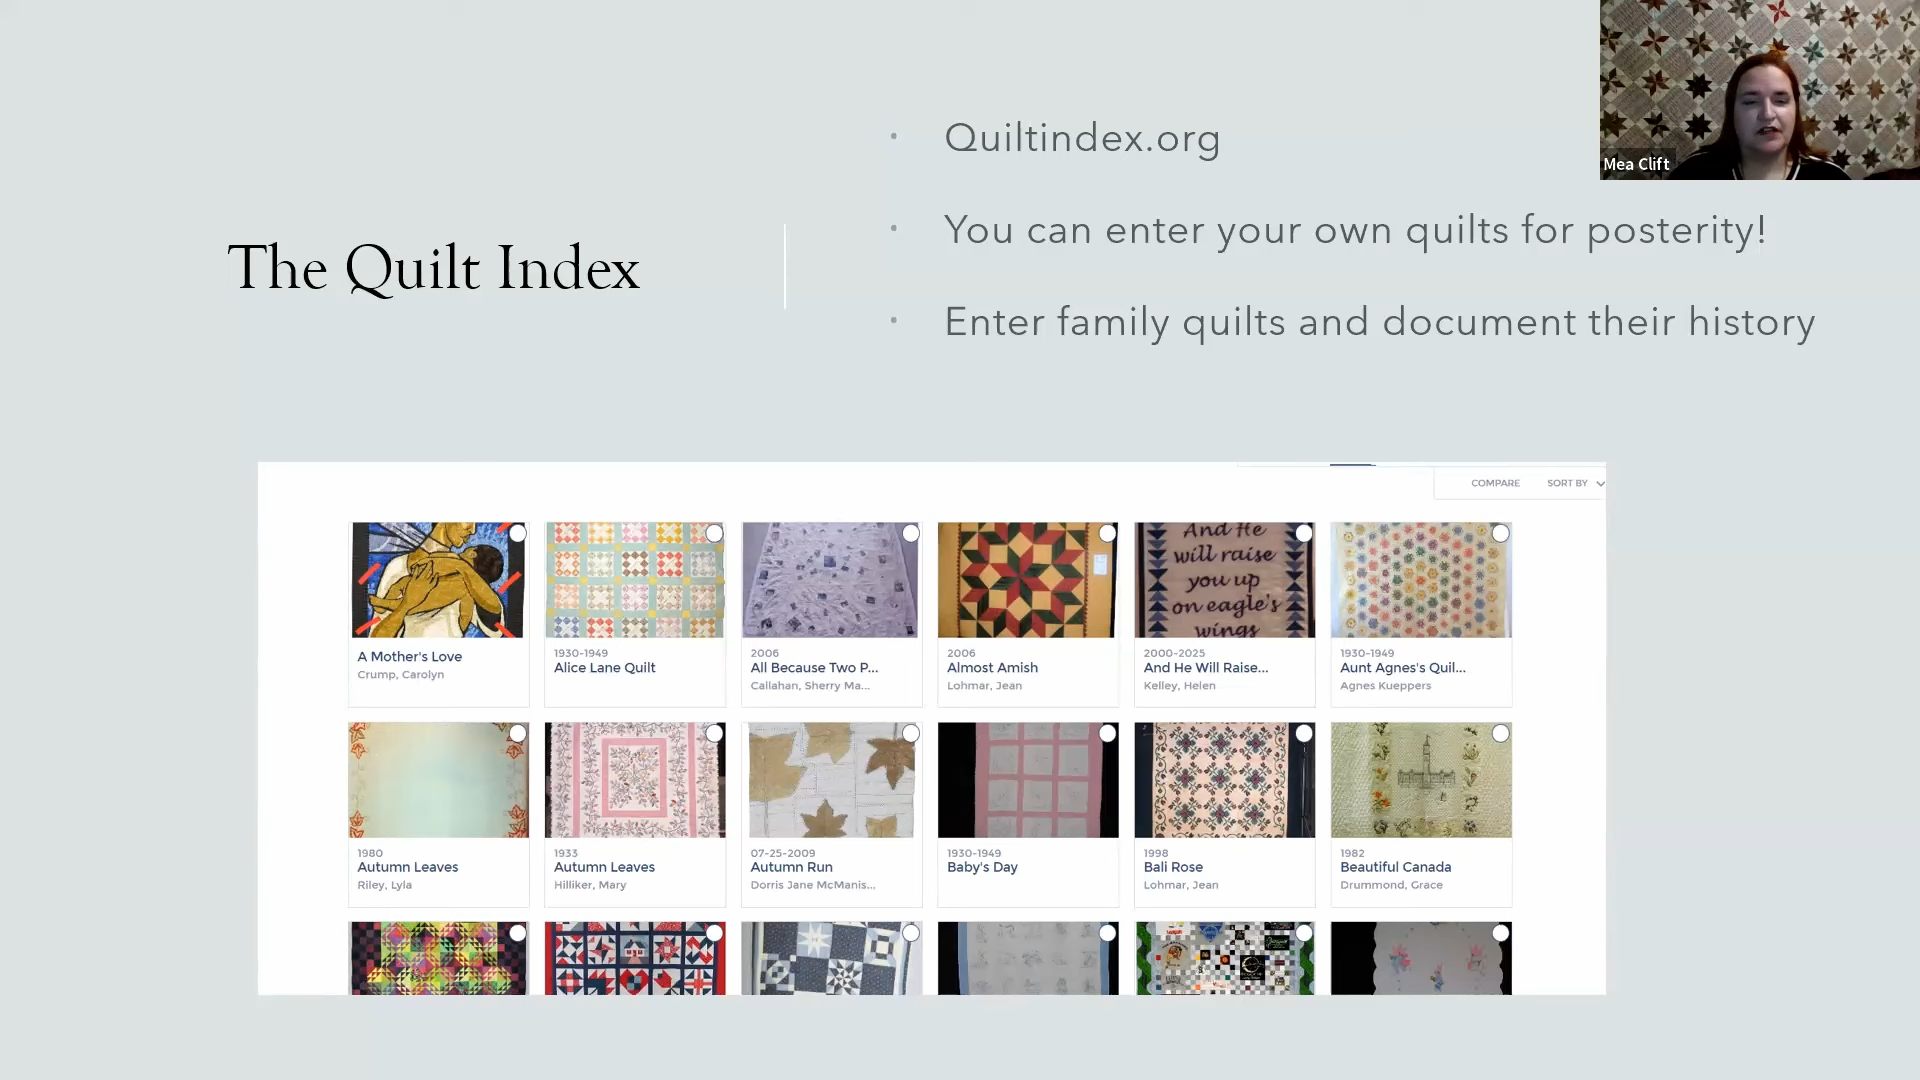 Mea Clift
The Quilt Index
Quiltindex.org
You can enter your own quilts for posterity!
Enter family quilts and document their history
COMPARE
SORT BY
And He
will raise
you up
on eagle's
wings
A Mother's Love
Crump, Carolyn
1930-1949
Alice Lane Quilt
2006
All Because Two P...
Callahan, Sherry Ma...
2006
Almost Amish
Lohmar, Jean
2000-2025
And He Will Raise...
Kelley, Helen
1930-1949
Aunt Agnes's Quil...
Agnes Kueppers
1980
Autumn Leaves
Riley, Lyla
1933
Autumn Leaves
Hilliker, Mary
07-25-2009
Autumn Run
Dorris Jane McManis...
1930-1949
Baby's Day
1998
Bali Rose
Lohmar, Jean
1982
Beautiful Canada
Drummond, Grace